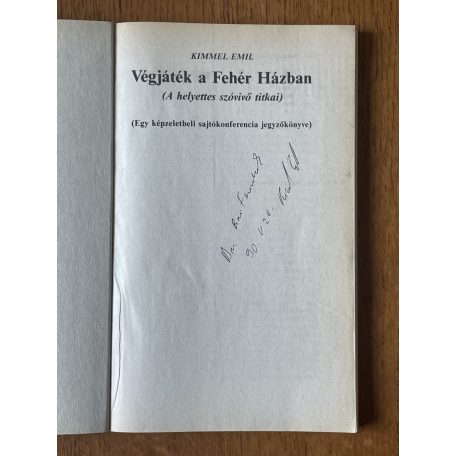 KIMMEL EMIL
Végjáték a Fehér Házban
(A helyettes szóvivő titkai)
(Egy képzeletbeli sajtókonferencia jegyzőkönyve)